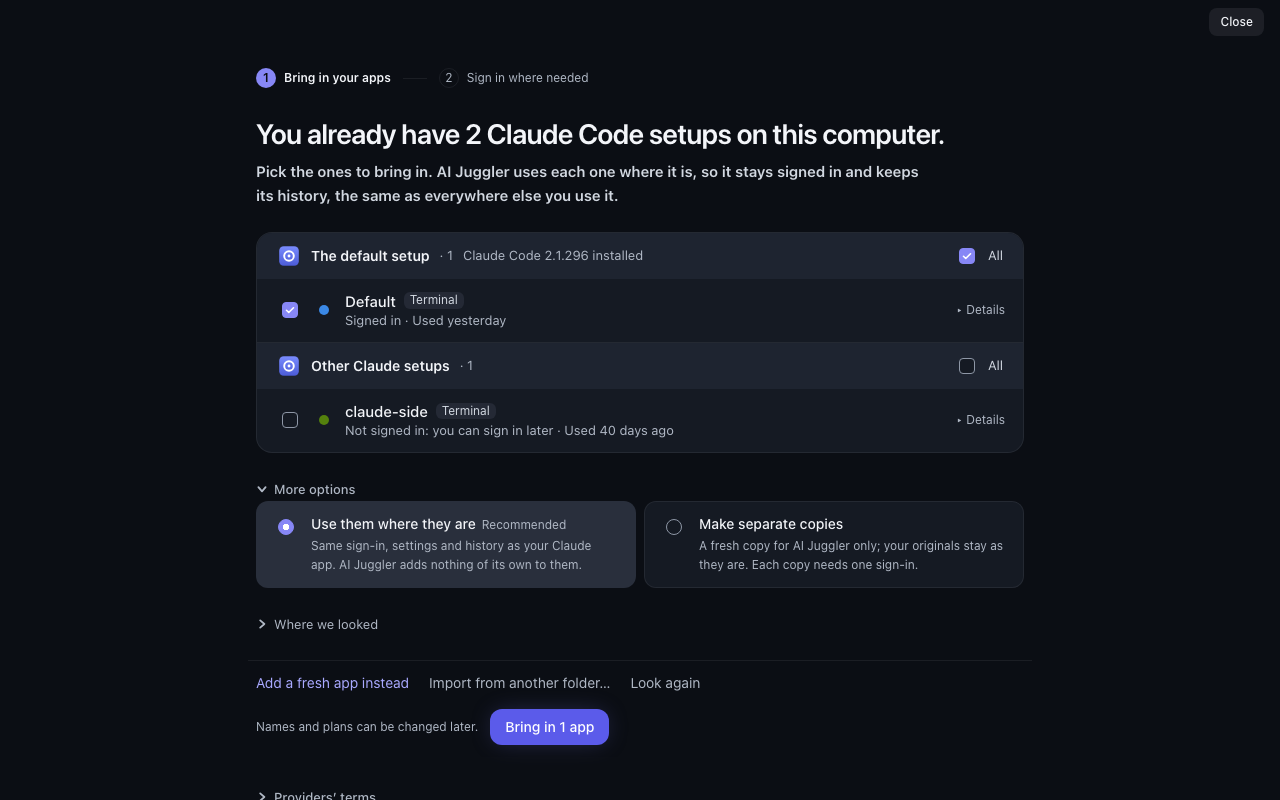 Close
1 Bring in your apps
2 Sign in where needed
You already have 2 Claude Code setups on this computer.
Pick the ones to bring in. AI Juggler uses each one where it is, so it stays signed in and keeps
its history, the same as everywhere else you use it.
The default setup · 1 Claude Code 2.1.296 installed
All
Default Terminal
Signed in · Used yesterday
Details
Other Claude setups · 1
All
claude-side Terminal
Not signed in: you can sign in later · Used 40 days ago
Details
More options
Use them where they are Recommended
Same sign-in, settings and history as your Claude
app. AI Juggler adds nothing of its own to them.
Make separate copies
A fresh copy for AI Juggler only; your originals stay as
they are. Each copy needs one sign-in.
Where we looked
Add a fresh app instead
Import from another folder…
Look again
Names and plans can be changed later.
Bring in 1 app
Providers’ terms